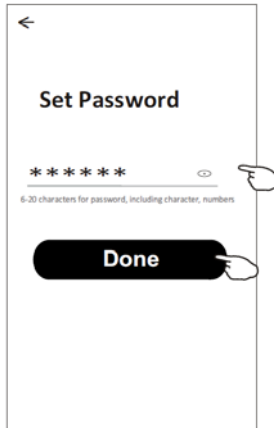 Set Password
******
6-20 characters for password, including character, numbers
Done